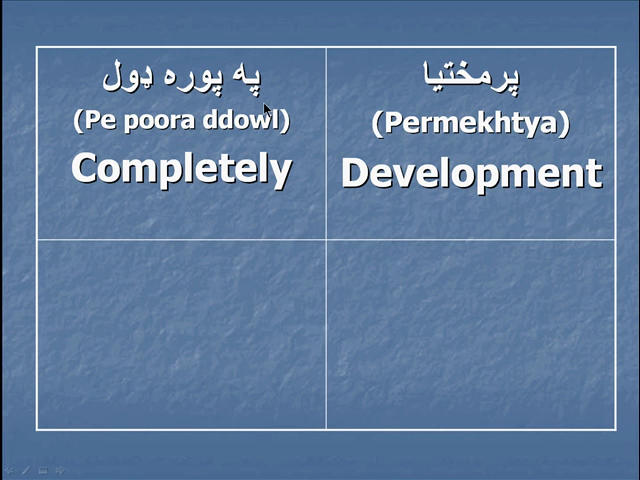 په پوره ډول
(Pe poora ddowl)
Completely
پرمختیا
(Permekhtya)
Development